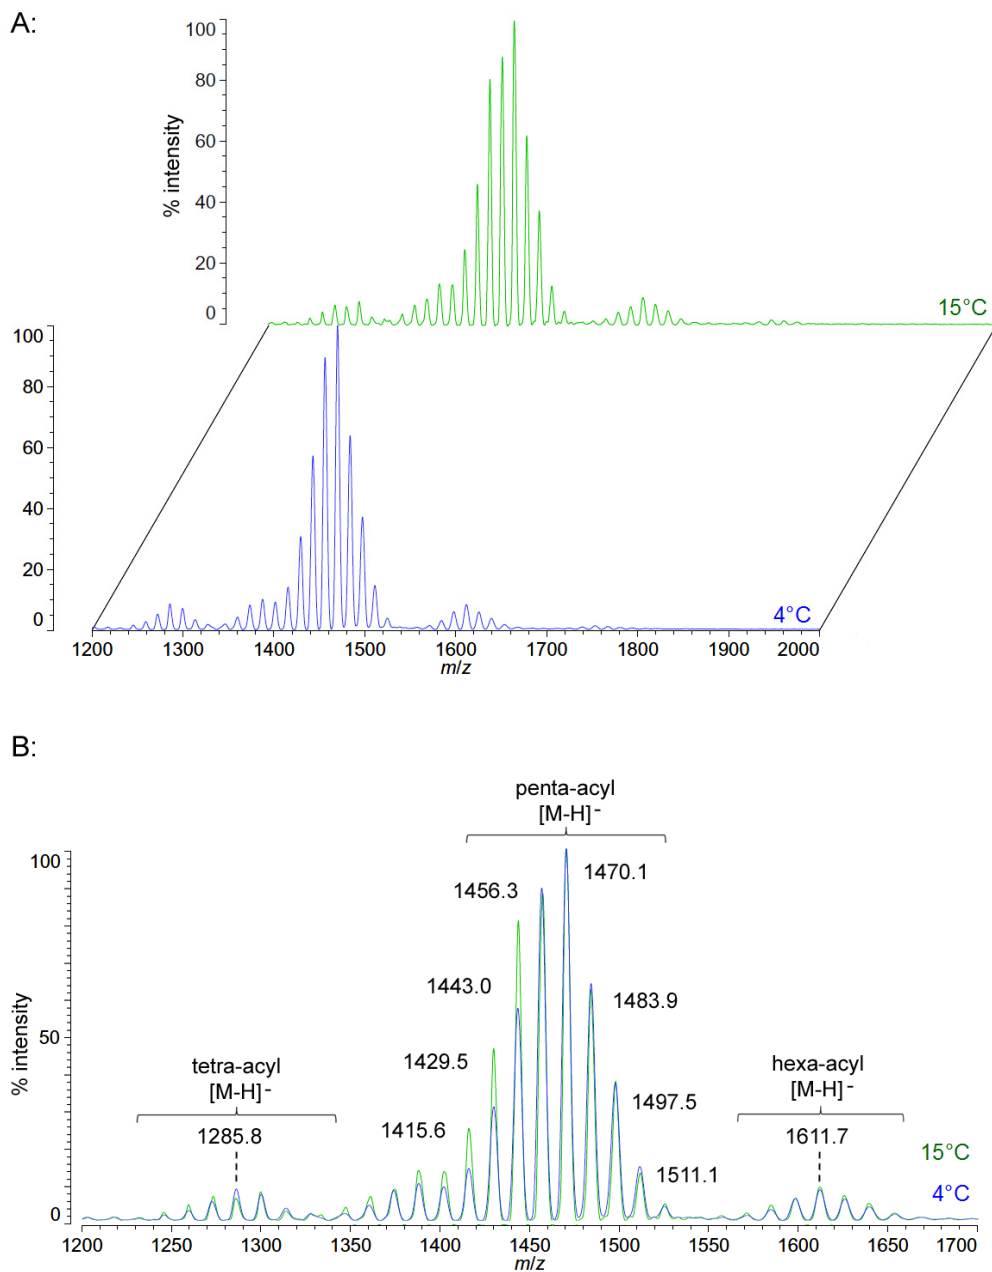 A:
100
80
60
40
20
0
% intensity
15°C
100
80
60
40
20
0
4°C
1200 1400 1600 1700 1800 2000
m/z
B:
penta-acyl
[M-H]-
100
1470.1
1456.3
1443.0
1483.9
50
% intensity
1429.5
tetra-acyl
[M-H]-
hexa-acyl
[M-H]-
1497.5
1415.6
1285.8
1611.7
1511.1
15°C
4°C
0
1200 1250 1300 1350 1400 1450 1500 1550 1600 1650 1700
m/z